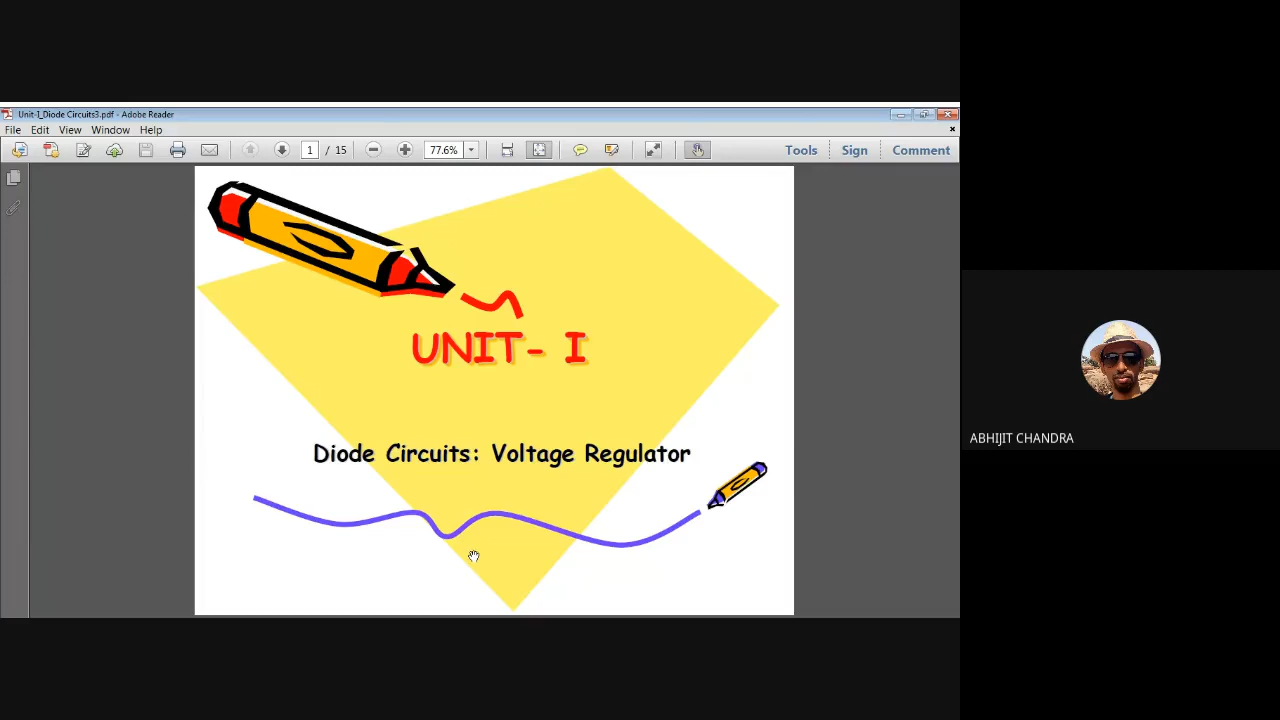 Unit-I_Diode Circuits3.pdf - Adobe Reader
File Edit View Window Help
1 / 15 77.6% Tools Sign Comment
UNIT- I
Diode Circuits: Voltage Regulator
ABHIJIT CHANDRA